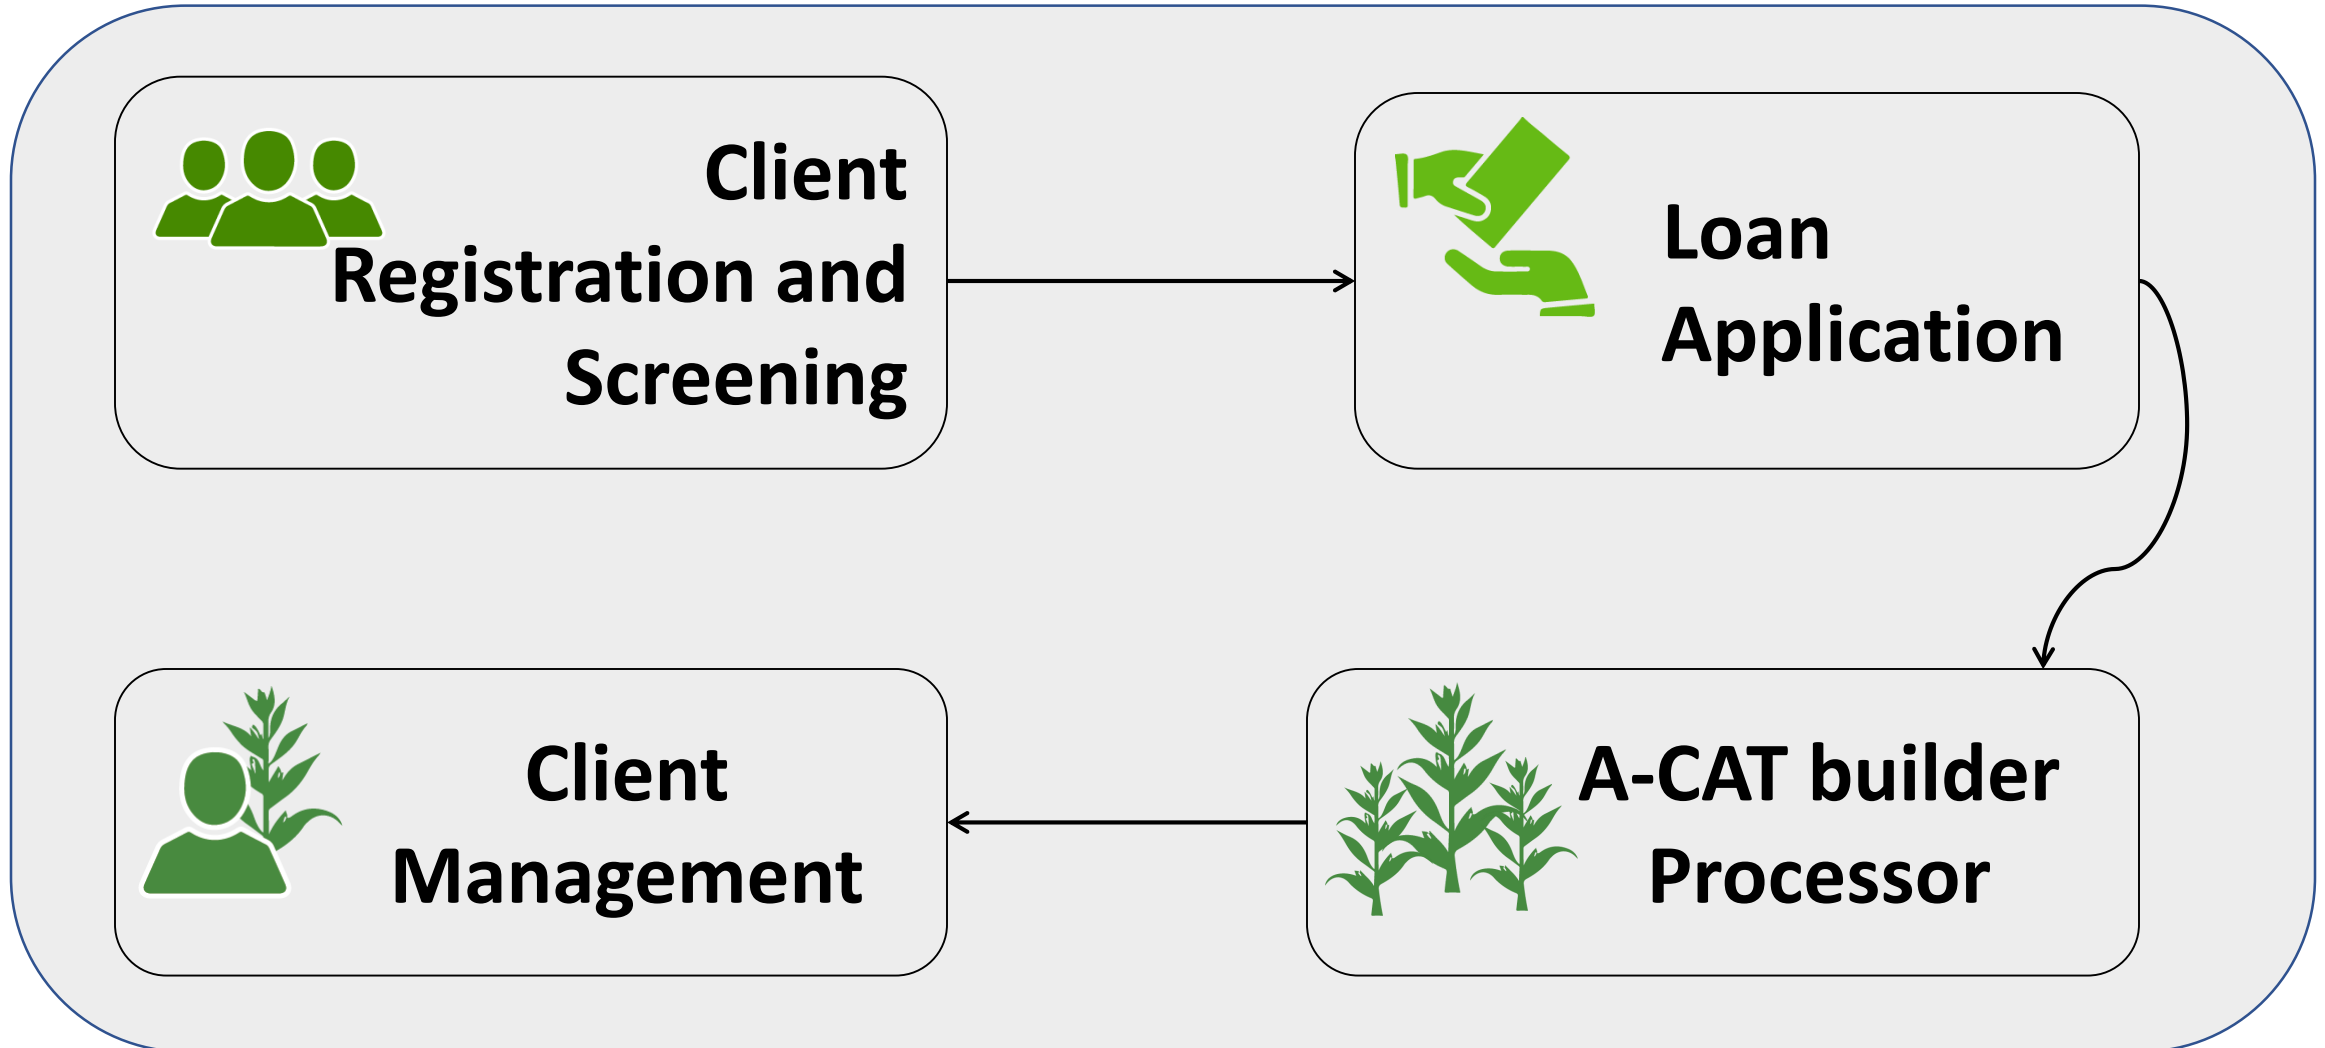 Client
Registration and
Screening
Loan
Application
A-CAT builder
Processor
Client
Management